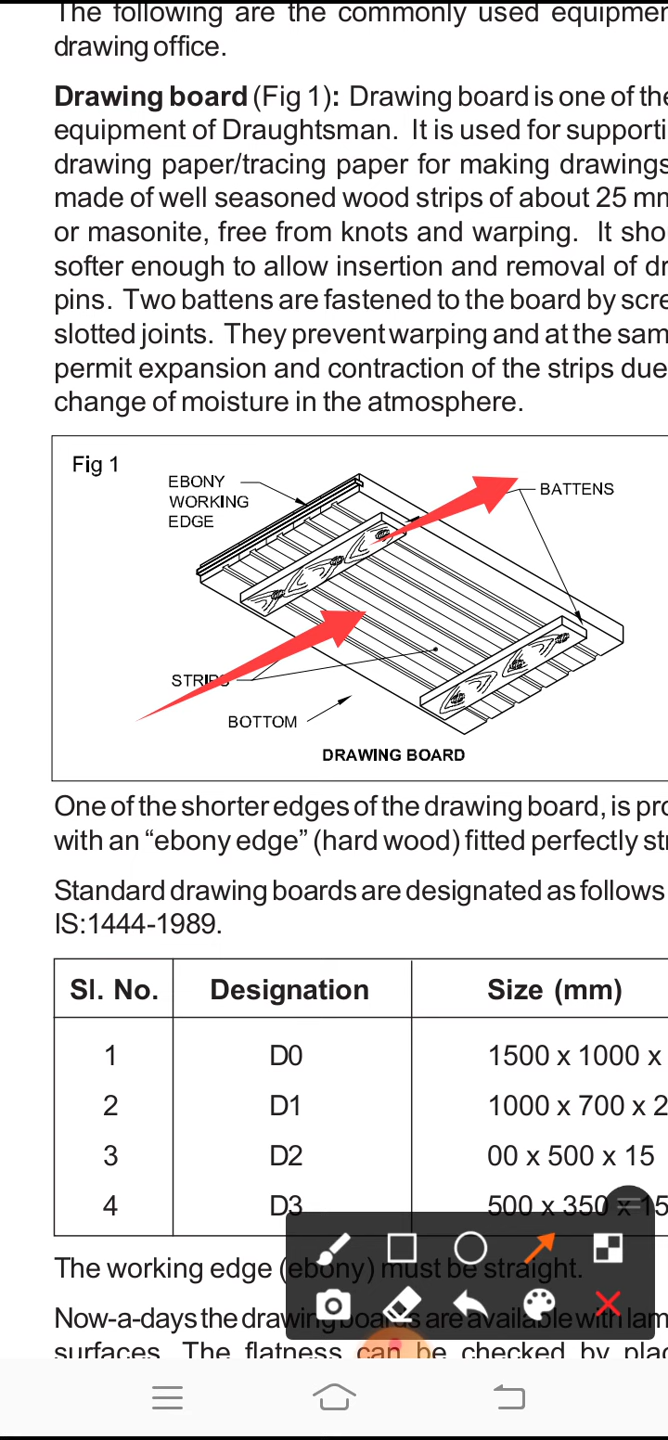 The following are the commonly used equipmer
drawing office.
Drawing board (Fig 1): Drawing board is one of the
equipment of Draughtsman. It is used for supporti
drawing paper/tracing paper for making drawings
made of well seasoned wood strips of about 25 mm
or masonite, free from knots and warping. It sho
softer enough to allow insertion and removal of dr
pins. Two battens are fastened to the board by scre
slotted joints. They prevent warping and at the sam
permit expansion and contraction of the strips due
change of moisture in the atmosphere.
Fig 1
EBONY
WORKING
EDGE
BATTENS
STRIPS
BOTTOM
DRAWING BOARD
One of the shorter edges of the drawing board, is pro
with an “ebony edge” (hard wood) fitted perfectly str
Standard drawing boards are designated as follows
IS:1444-1989.
Sl. No. Designation Size (mm)
1 D0 1500 x 1000 x
2 D1 1000 x 700 x 2
3 D2 00 x 500 x 15
4 D3 500 x 350 x 15
The working edge (ebony) must be straight.
Now-a-days the drawing boards are available with lam
surfaces. The flatness can be checked by plac